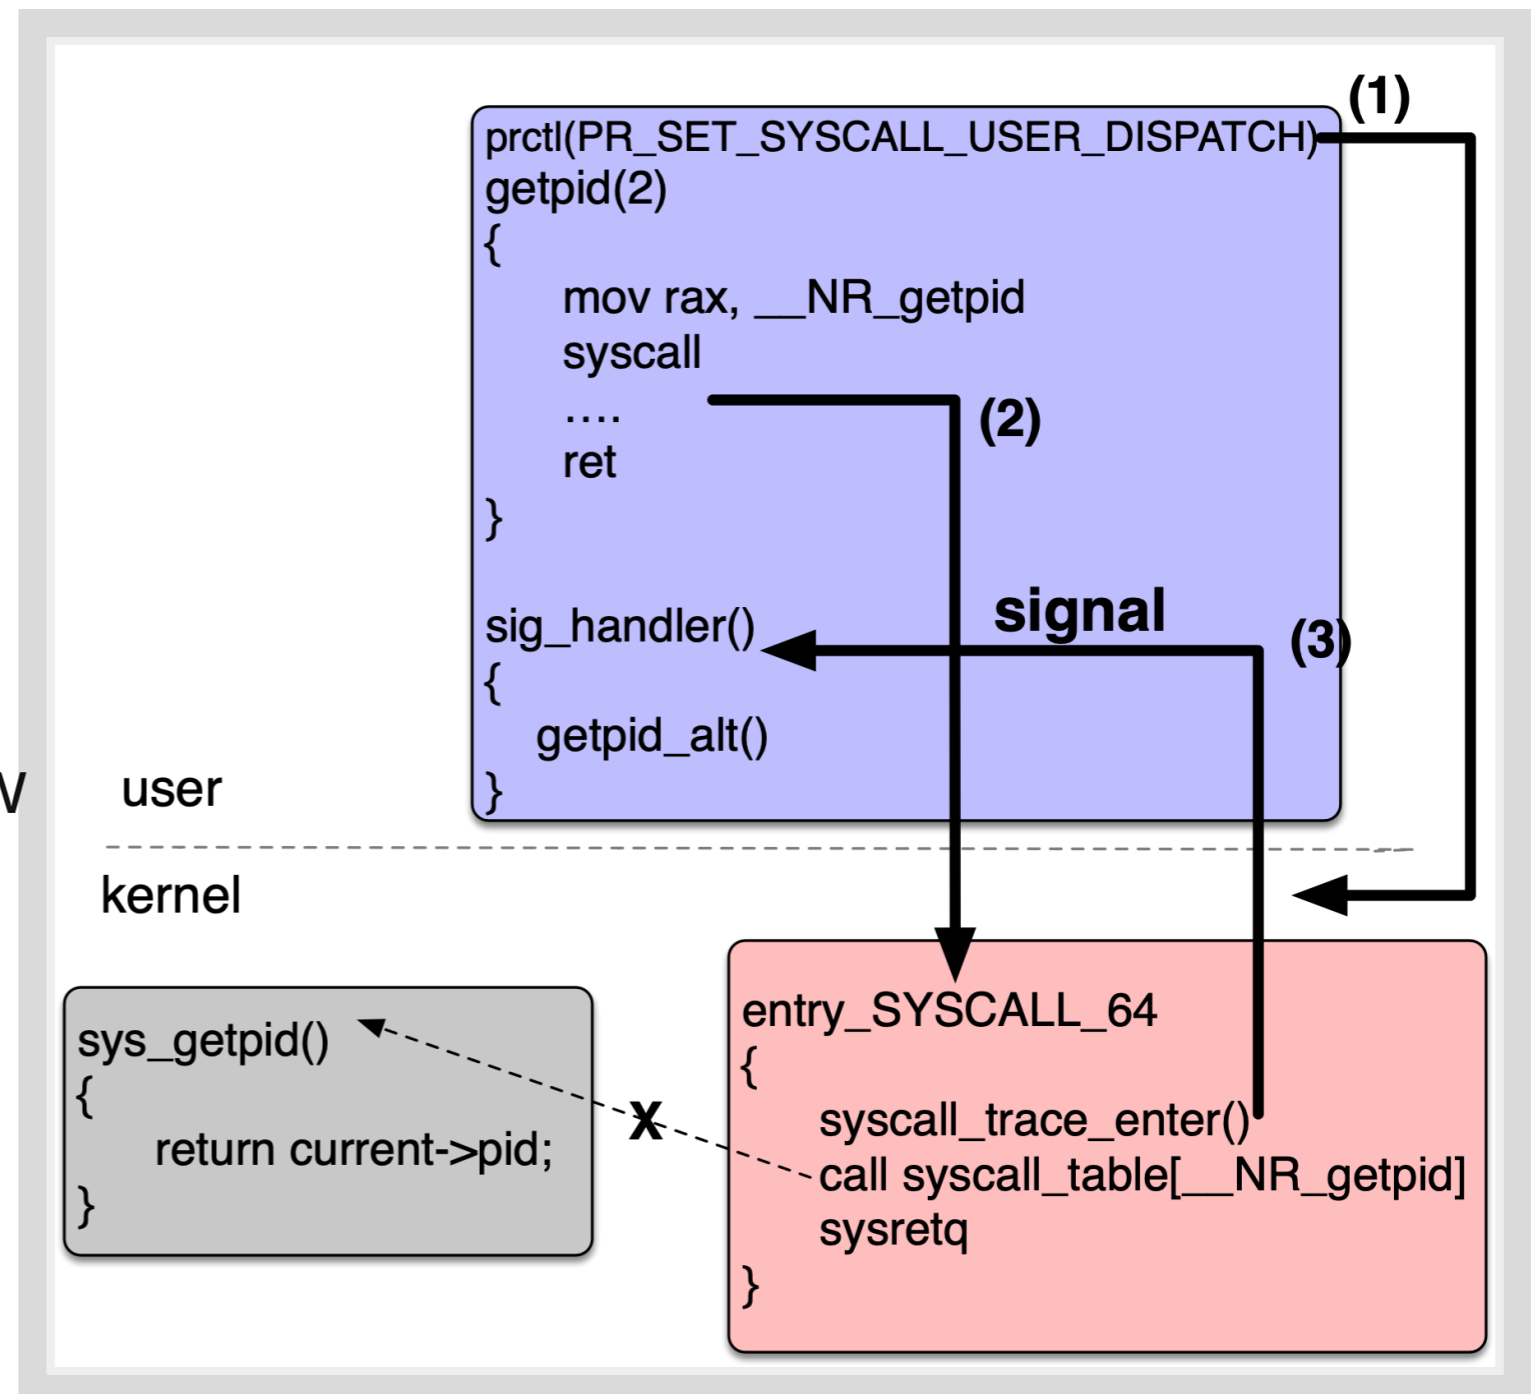 (1)
prctl(PR_SET_SYSCALL_USER_DISPATCH)
getpid(2)
{
mov rax, __NR_getpid
syscall
....
ret
}
(2)
signal
(3)
sig_handler()
{
getpid_alt()
}
user
kernel
sys_getpid()
{
return current->pid;
}
X
entry_SYSCALL_64
{
syscall_trace_enter()
call syscall_table[__NR_getpid]
sysretq
}